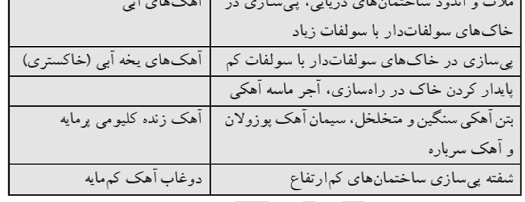 ملات و اندود ساختمان‌های دریایی، پی‌سازی در آهک‌های آبی
خاک‌های سولفات‌دار با سولفات زیاد
پی‌سازی در خاک‌های سولفات‌دار با سولفات کم آهک‌های یخه آبی (خاکستری)
پایدار کردن خاک در راه‌سازی، آجر ماسه آهکی
بتن آهکی سنگین و متخلخل، سیمان آهک پوزولان آهک زنده کلیومی پرمایه
و آهک سرباره
شفته پی‌سازی ساختمان‌های کم‌ارتفاع دوغاب آهک کم‌مایه